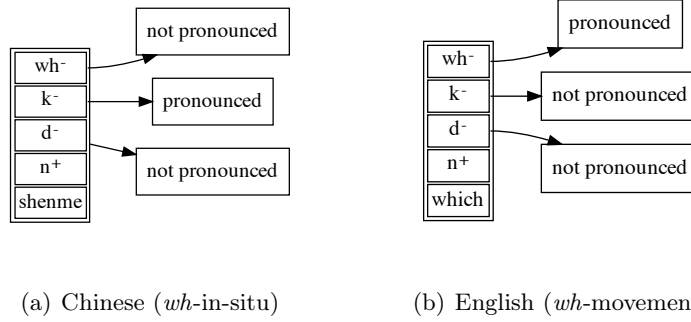 not pronounced
wh-
k-
pronounced
d-
n+
not pronounced
shenme
(a) Chinese (wh-in-situ)
pronounced
wh-
k-
not pronounced
d-
n+
not pronounced
which
(b) English (wh-movemen